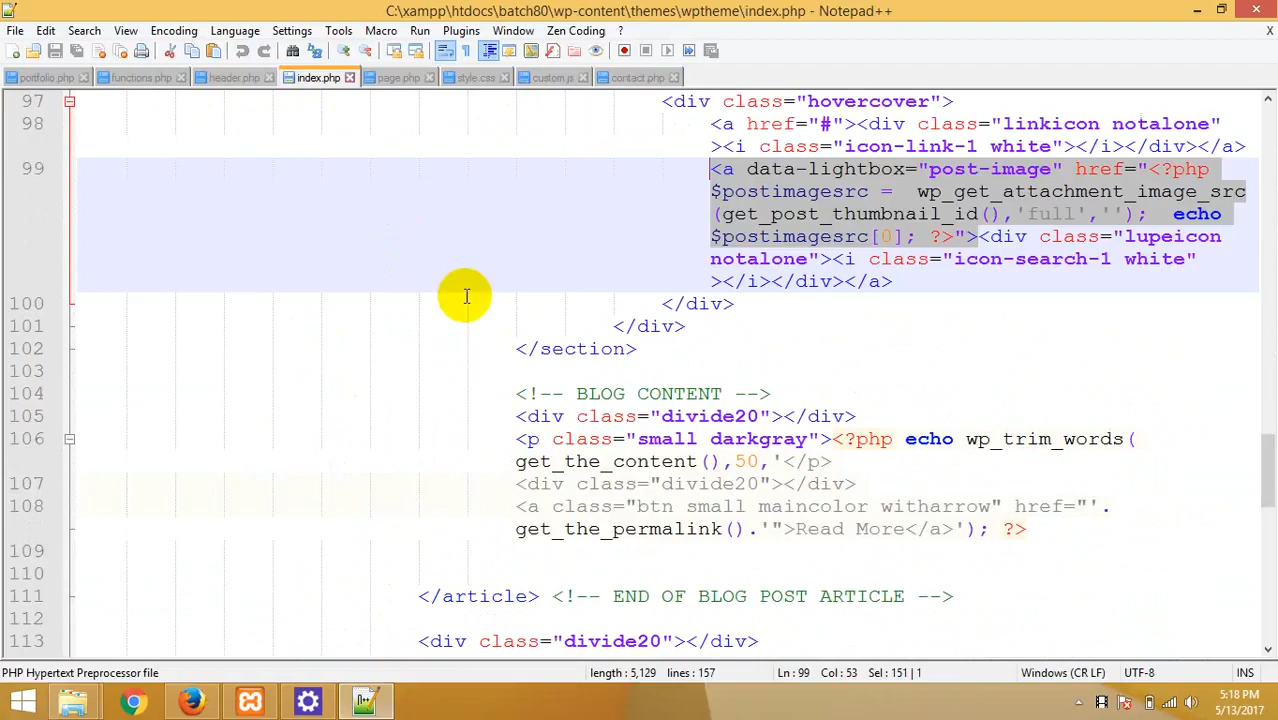 C:\xampp\htdocs\batch80\wp-content\themes\wptheme\index.php - Notepad++
File Edit Search View Encoding Language Settings Tools Macro Run Plugins Window Zen Coding ? X
portfolio.php functions.php header.php index.php page.php style.css custom.js contact.php
97 <div class="hovercover">
98 <a href="#"><div class="linkicon notalone"
><i class="icon-link-1 white"></i></div></a>
99 <a data-lightbox="post-image" href="<?php
$postimagesrc = wp_get_attachment_image_src
(get_post_thumbnail_id(),'full',''); echo
$postimagesrc[0]; ?>"><div class="lupeicon
notalone"><i class="icon-search-1 white"
></i></div></a>
100 </div>
101 </div>
102 </section>
103
104 <!-- BLOG CONTENT -->
105 <div class="divide20"></div>
106 <p class="small darkgray"><?php echo wp_trim_words(
get_the_content(),50,'</p>
107 <div class="divide20"></div>
108 <a class="btn small maincolor witharrow" href="'.
get_the_permalink().'">Read More</a>'); ?>
109
110
111 </article> <!-- END OF BLOG POST ARTICLE -->
112
113 <div class="divide20"></div>
PHP Hypertext Preprocessor file length : 5,129 lines : 157 Ln : 99 Col : 53 Sel : 151 | 1 Windows (CR LF) UTF-8 INS
5:18 PM
5/13/2017